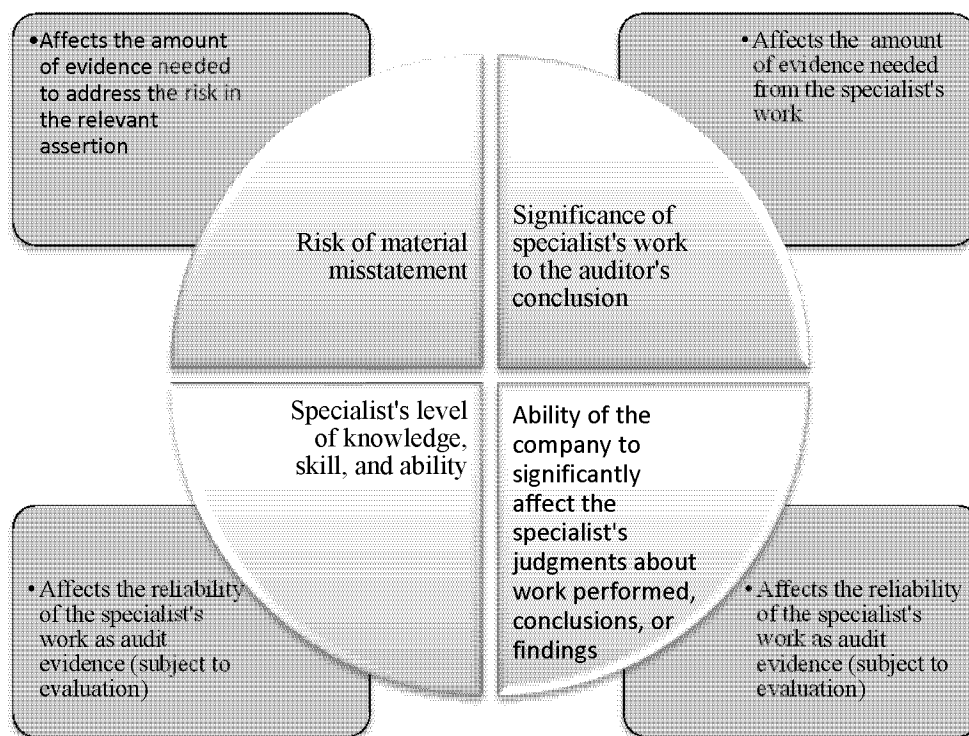 •Affects the amount
of evidence needed
to address the risk in
the relevant
assertion
• Affects the amount
of evidence needed
from the specialist's
work
Risk of material
misstatement
Significance of
specialist's work
to the auditor's
conclusion
Specialist's level
of knowledge,
skill, and ability
Ability of the
company to
significantly
affect the
specialist's
judgments about
work performed,
conclusions, or
findings
• Affects the reliability
of the specialist's
work as audit
evidence (subject to
evaluation)
• Affects the reliability
of the specialist's
work as audit
evidence (subject to
evaluation)